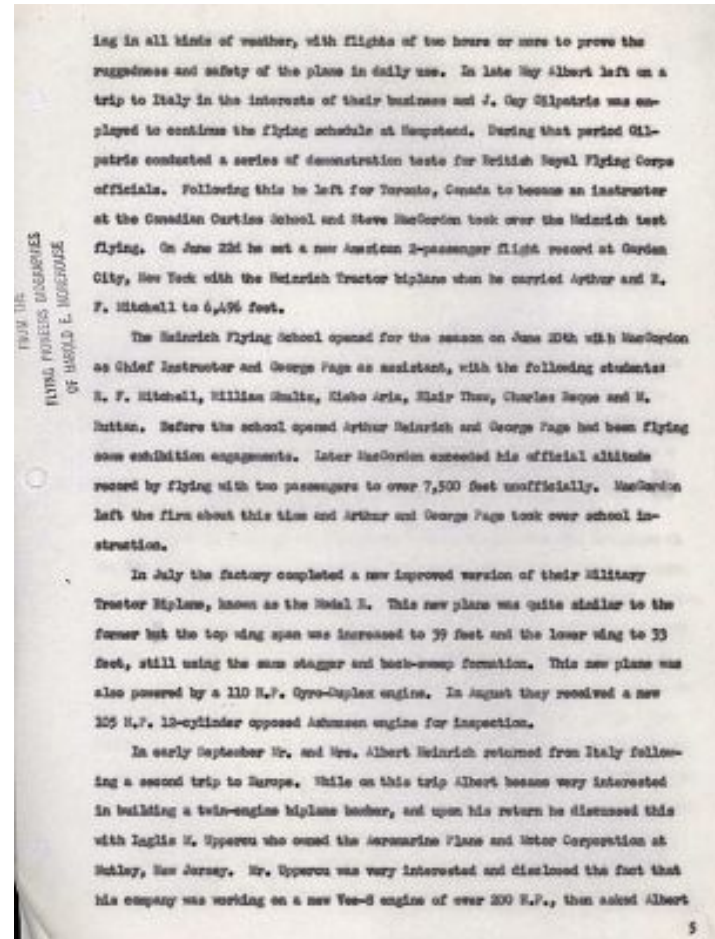 ing in all kinds of weather, with flights of two hours or more to prove the
ruggedness and safety of the plane in daily use. In late May Albert left on a
trip to Italy in the interests of their business and J. Guy Gilpatric was em-
ployed to continue the flying schedule at Hempstead. During that period Gil-
patric conducted a series of demonstration tests for British Royal Flying Corps
officials. Following this he left for Toronto, Canada to become an instructor
at the Canadian Curtiss School and Steve MacGordon took over the Heinrich test
flying. On June 22d he set a new American 2-passenger flight record at Garden
City, New York with the Heinrich Tractor biplane when he carried Arthur and
F. Mitchell to 6,496 feet.
The Heinrich Flying School opened for the season on June 20th with MacGordon
as Chief Instructor and George Page as assistant, with the following students:
F. Mitchell, William Shultz, Blair Thaw, Charles and
Before the school opened Arthur Heinrich and George Page had been flying
some exhibition engagements. Later MacGordon exceeded his official altitude
record by flying with two passengers to over 7,500 feet unofficially. MacGordon
left the firm about this time and Arthur and George Page took over school in-
struction.
In July the factory completed a new improved version of their Military
Tractor Biplane, known as the Model E. This new plane was quite similar to the
former but the top wing span was increased to 39 feet and the lower wing to 33
feet, still using the same stagger and back-sweep formation. This new plane was
also powered by a 110 H.P. Gyro-Duplex engine. In August they received a new
105 H.P. 12-cylinder opposed Ashmusen engine for inspection.
In early September Mr. and Mrs. Albert Heinrich returned from Italy follow-
ing a second trip to Europe. While on this trip Albert became very interested
in building a twin-engine biplane bomber, and upon his return he discussed this
with Inglis M. Uppercu who owned the Aeromarine Plane and Motor Corporation at
Nutley, New Jersey. Mr. Uppercu was very interested and disclosed the fact that
his company was working on a new Vee-8 engine of over 200 H.P., then asked Albert
5
FROM THE
FLYING PIONEERS BIOGRAPHIES
OF HAROLD E. MOREHOUSE